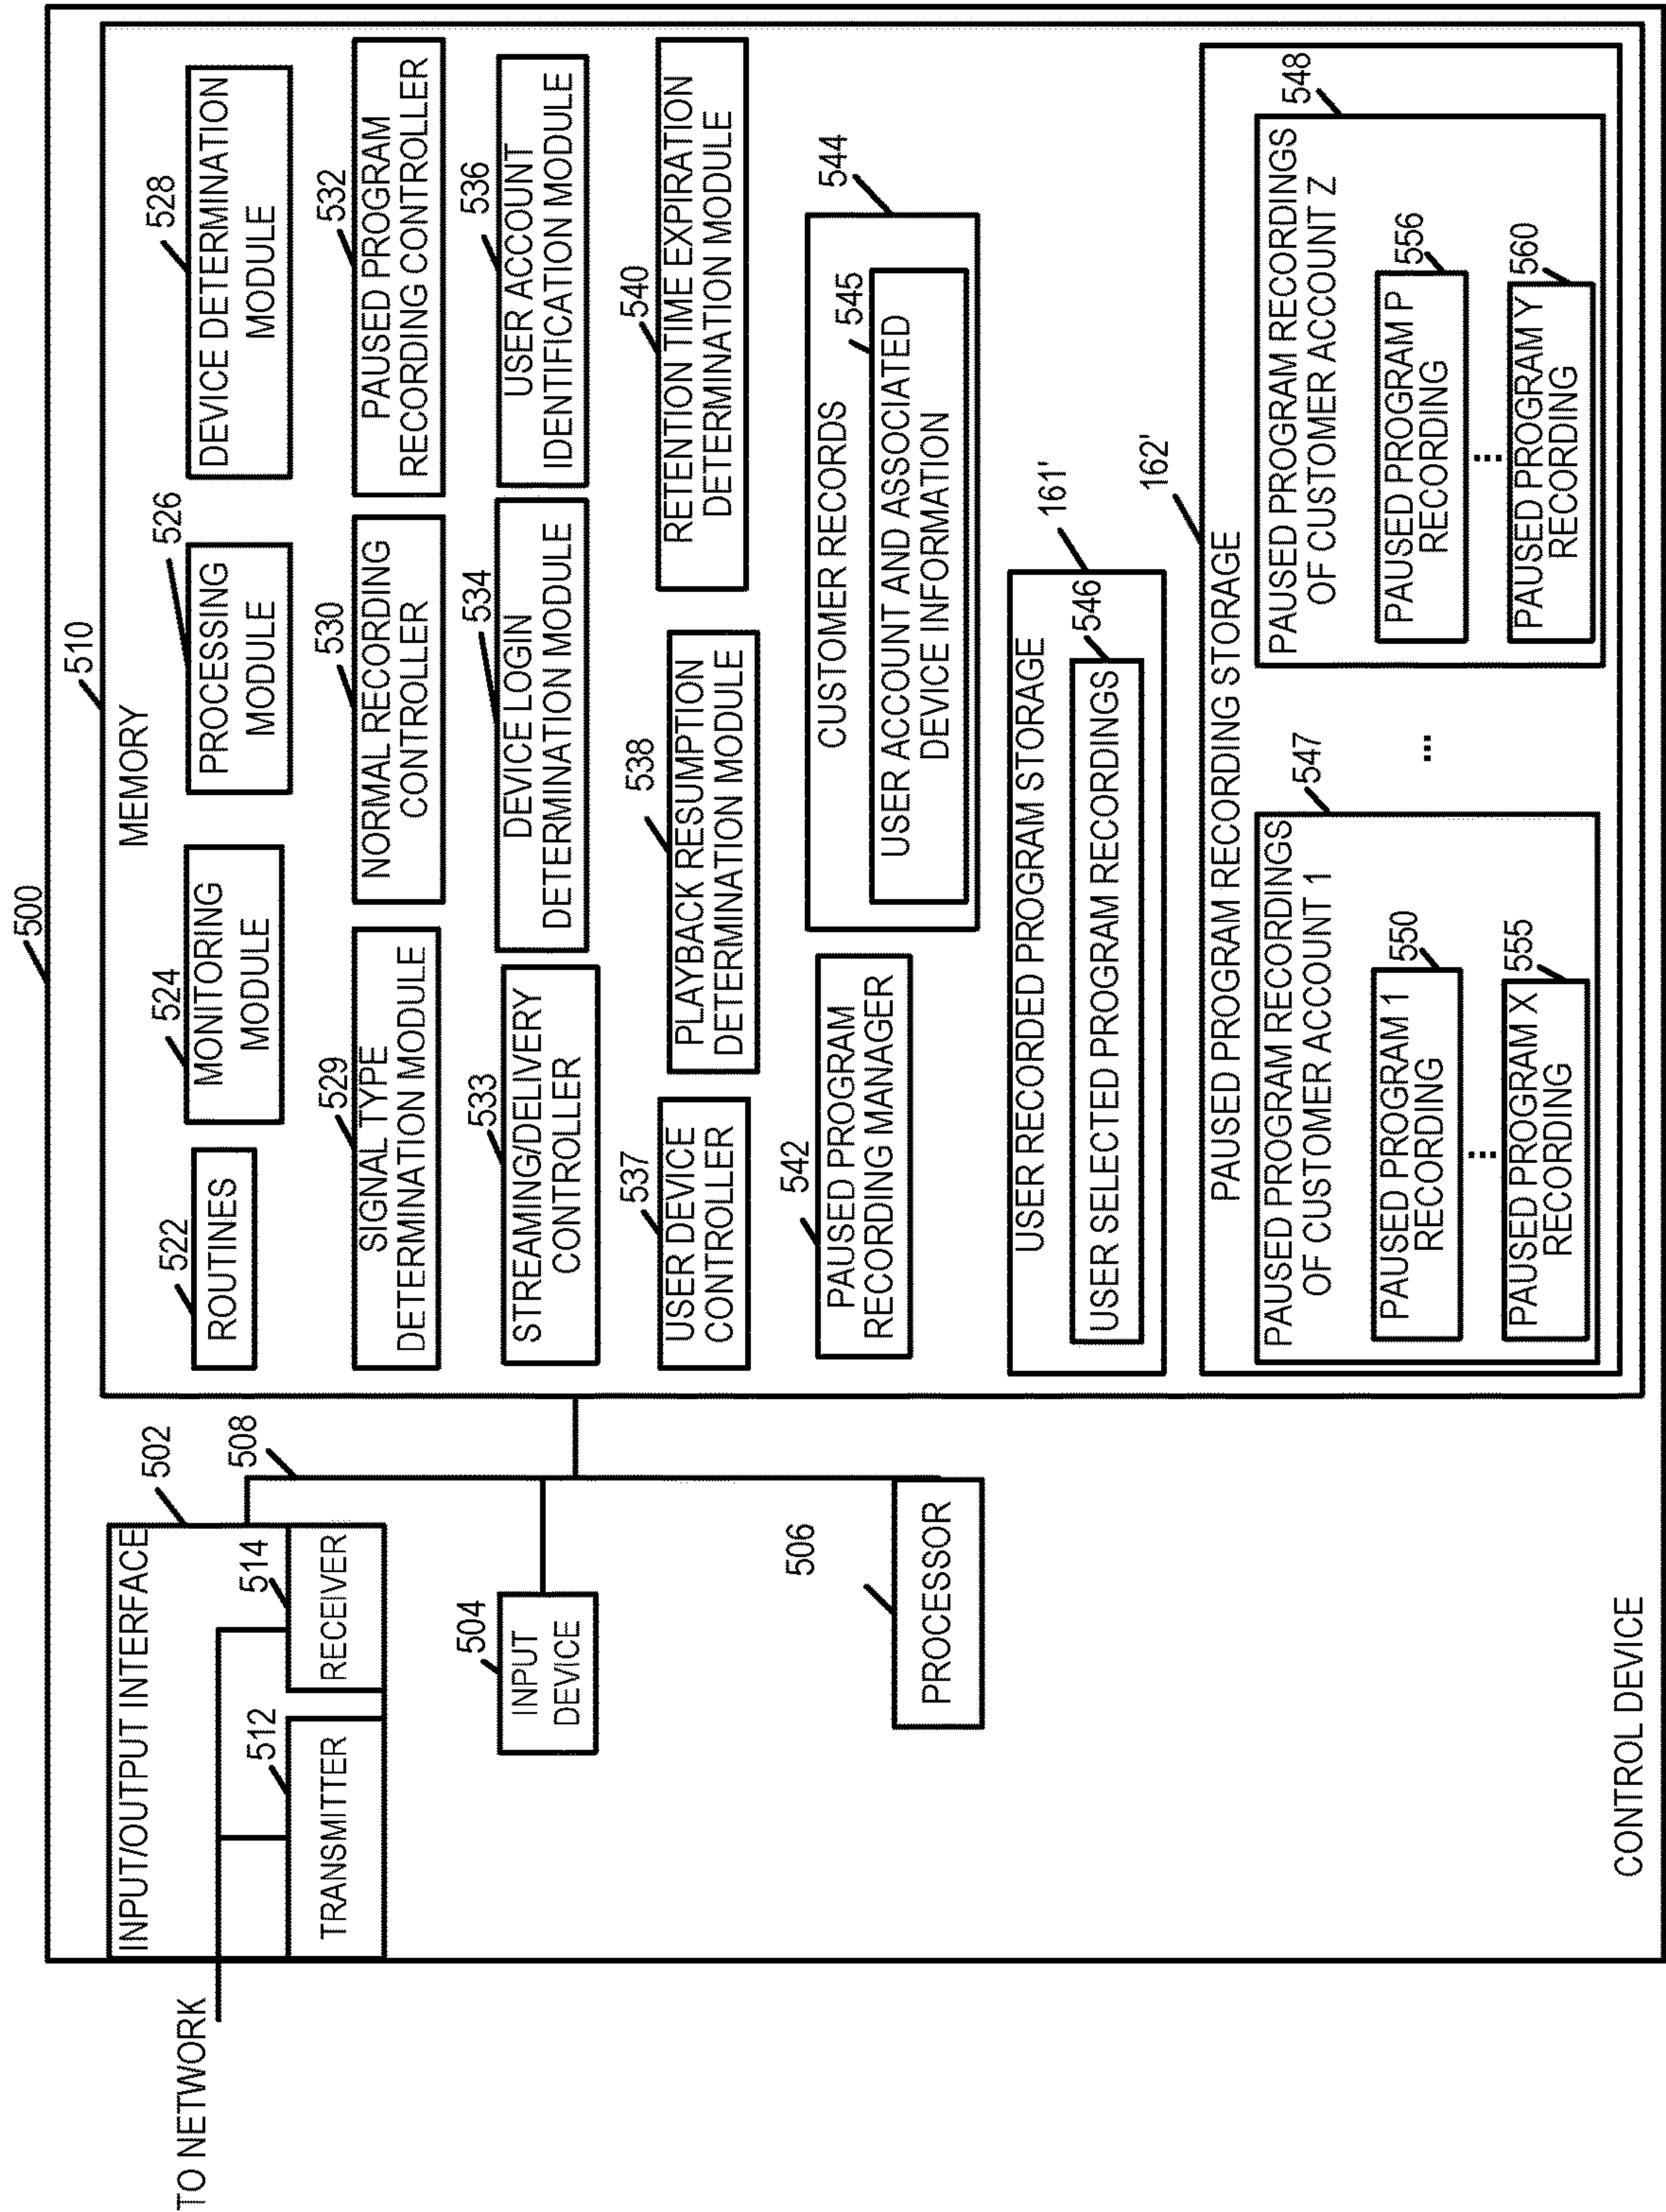 500
510
TO NETWORK
INPUT/OUTPUT INTERFACE
502
512
514
TRANSMITTER
RECEIVER
508
504
INPUT
DEVICE
506
PROCESSOR
CONTROL DEVICE
MEMORY
522
ROUTINES
524
MONITORING
MODULE
526
PROCESSING
MODULE
528
DEVICE DETERMINATION
MODULE
529
SIGNAL TYPE
DETERMINATION MODULE
530
NORMAL RECORDING
CONTROLLER
532
PAUSED PROGRAM
RECORDING CONTROLLER
533
STREAMING/DELIVERY
CONTROLLER
534
DEVICE LOGIN
DETERMINATION MODULE
536
USER ACCOUNT
IDENTIFICATION MODULE
537
USER DEVICE
CONTROLLER
538
PLAYBACK RESUMPTION
DETERMINATION MODULE
540
RETENTION TIME EXPIRATION
DETERMINATION MODULE
542
PAUSED PROGRAM
RECORDING MANAGER
544
CUSTOMER RECORDS
545
USER ACCOUNT AND ASSOCIATED
DEVICE INFORMATION
161'
USER RECORDED PROGRAM STORAGE
546
USER SELECTED PROGRAM RECORDINGS
162'
PAUSED PROGRAM RECORDING STORAGE
547
PAUSED PROGRAM RECORDINGS
OF CUSTOMER ACCOUNT 1
550
PAUSED PROGRAM 1
RECORDING
...
555
PAUSED PROGRAM X
RECORDING
...
548
PAUSED PROGRAM RECORDINGS
OF CUSTOMER ACCOUNT Z
556
PAUSED PROGRAM P
RECORDING
...
560
PAUSED PROGRAM Y
RECORDING